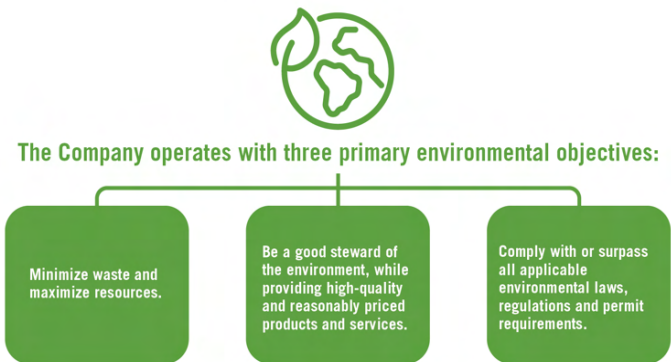 The Company operates with three primary environmental objectives:
Minimize waste and
maximize resources.
Be a good steward of
the environment, while
providing high-quality
and reasonably priced
products and services.
Comply with or surpass
all applicable
environmental laws,
regulations and permit
requirements.